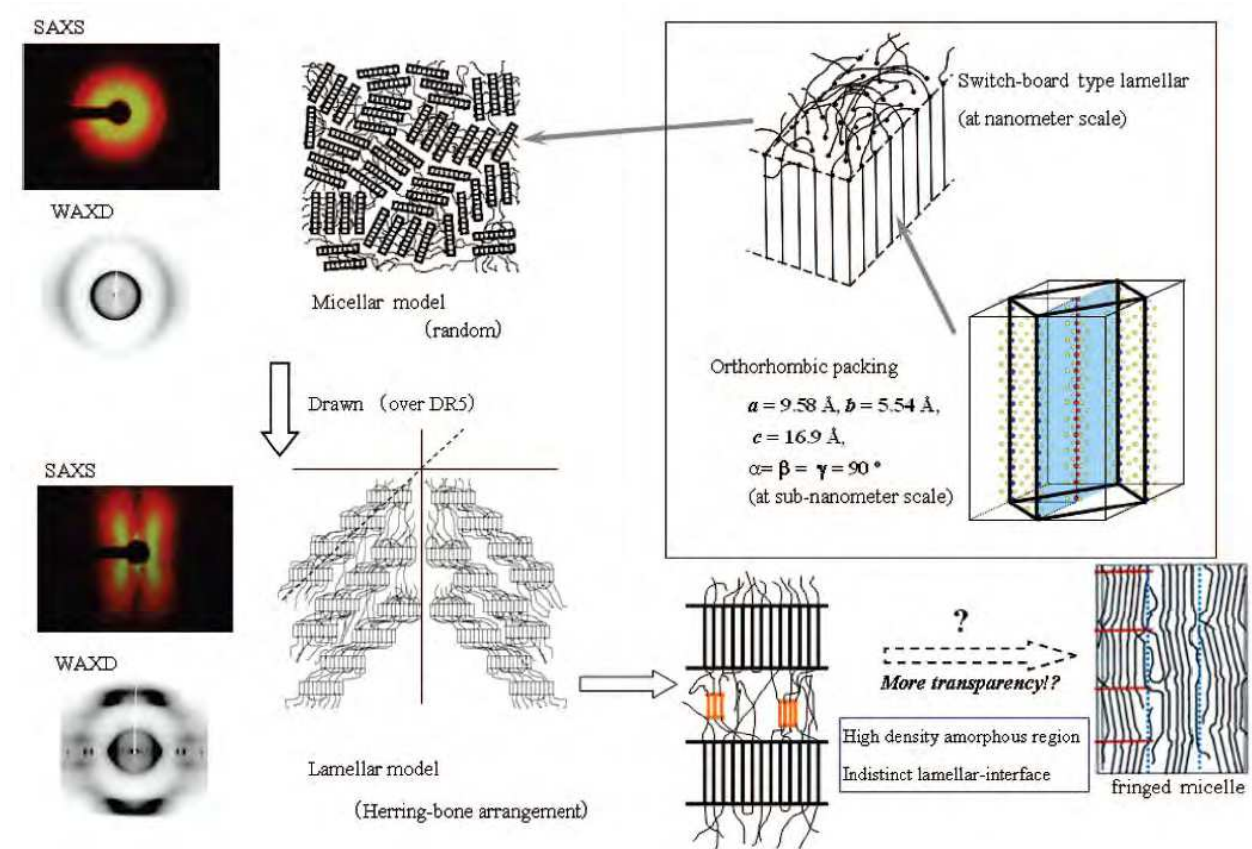 SAXS
WAXD
Micellar model
(random)
Switch-board type lamellar
(at nanometer scale)
Orthorhombic packing
a = 9.58 Å, b = 5.54 Å,
c = 16.9 Å,
α= β = γ = 90 °
(at sub-nanometer scale)
Drawn (over DR5)
SAXS
WAXD
Lamellar model
(Herring-bone arrangement)
?
More transparency!?
High density amorphous region
Indistinct lamellar-interface
fringed micelle